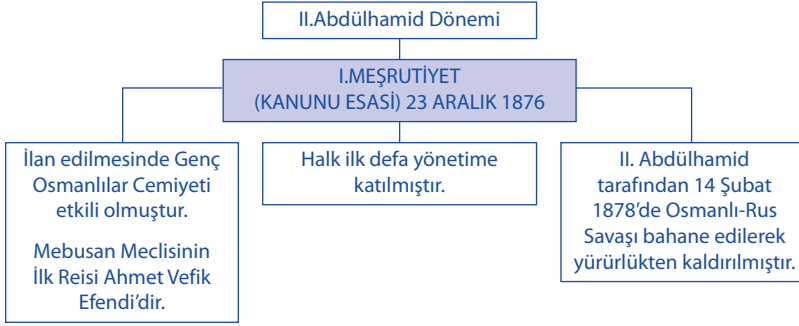 II.Abdülhamid Dönemi
I.MEŞRUTİYET
(KANUNU ESASİ) 23 ARALIK 1876
İlan edilmesinde Genç
Osmanlılar Cemiyeti
etkili olmuştur.
Mebusan Meclisinin
İlk Reisi Ahmet Vefik
Efendi’dir.
Halk ilk defa yönetime
katılmıştır.
II. Abdülhamid
tarafından 14 Şubat
1878’de Osmanlı-Rus
Savaşı bahane edilerek
yürürlükten kaldırılmıştır.